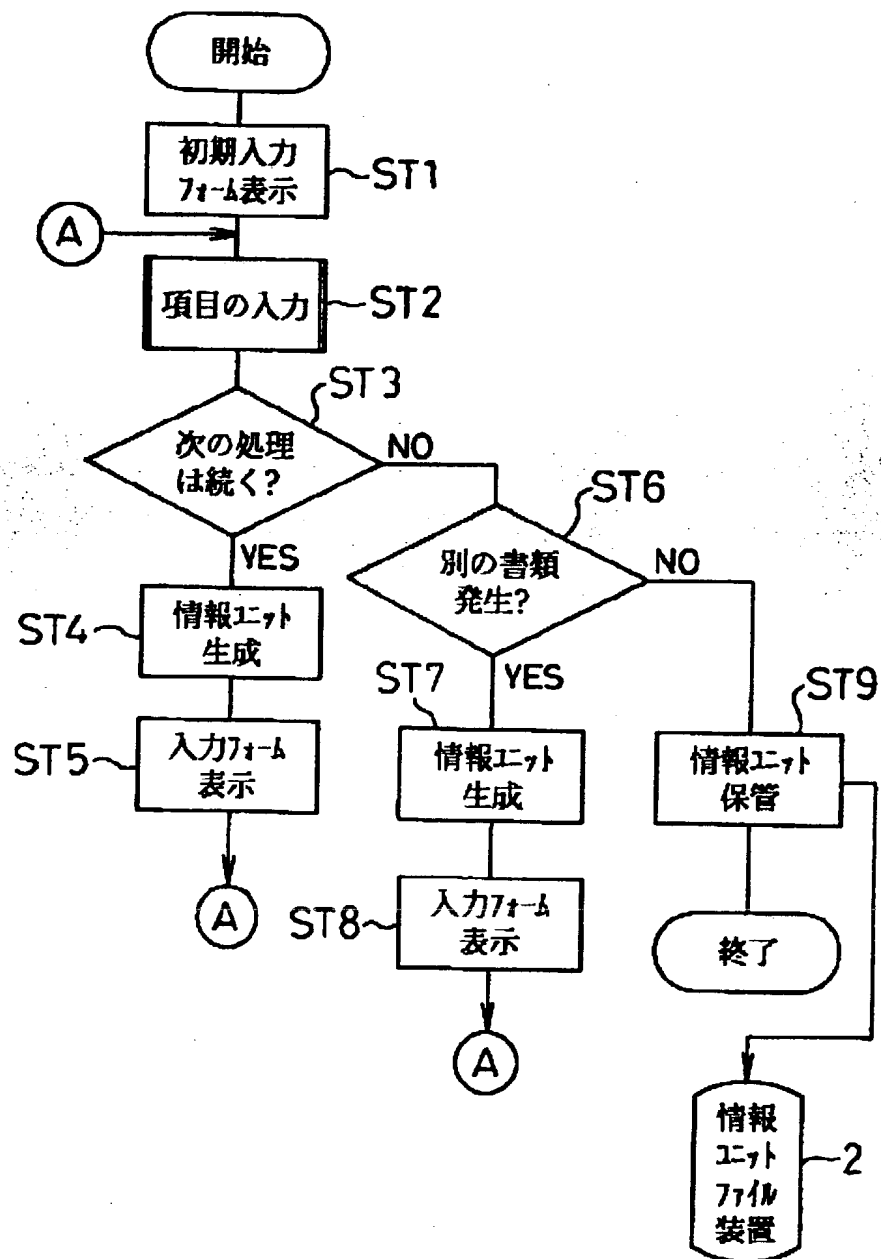 開始
初期入力
フォーム表示
ST1
A
項目の入力
ST2
ST3
次の処理
は続く?
NO
YES
ST6
別の書類
発生?
NO
YES
ST4
情報ユニット
生成
ST7
情報ユニット
生成
ST9
情報ユニット
保管
ST5
入力フォーム
表示
ST8
入力フォーム
表示
A
終了
A
情報
ユニット
ファイル
装置
2